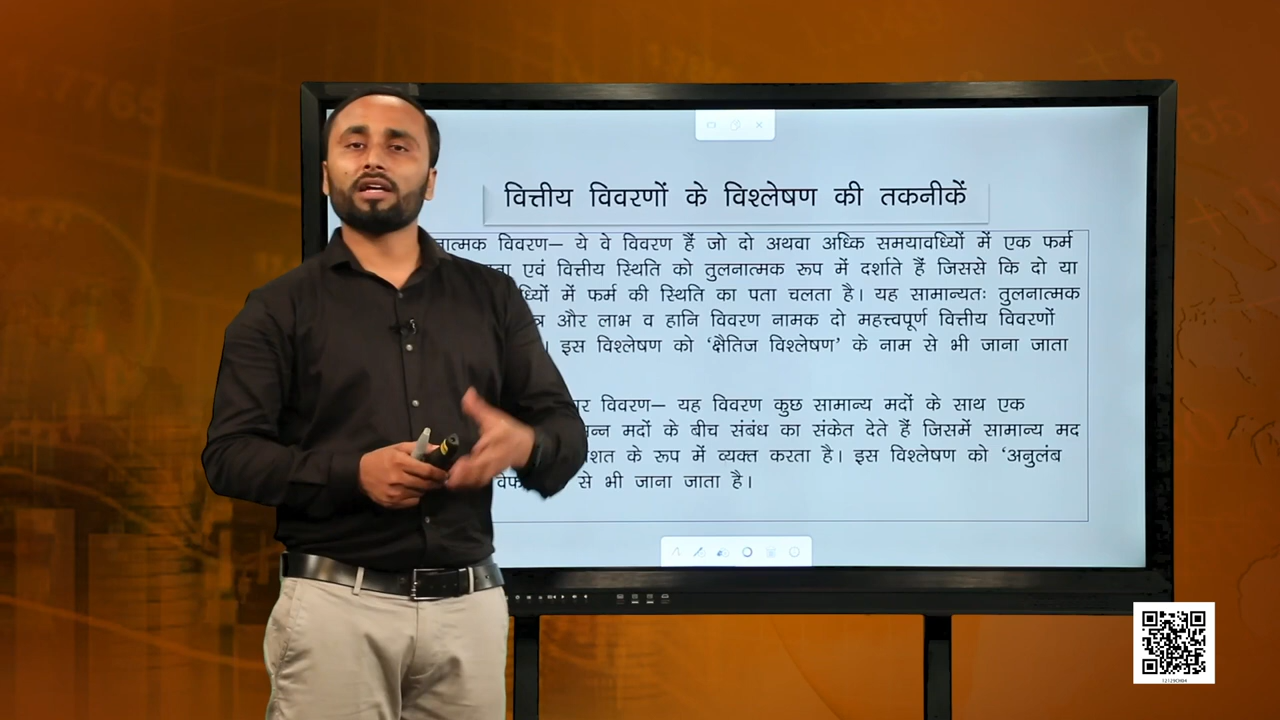 वित्तीय विवरणों के विश्लेषण की तकनीकें
विवरण– ये वे विवरण हैं जो दो अथवा अधिक समयावधियों में एक फर्म
एवं वित्तीय स्थिति को तुलनात्मक रूप में दर्शाते हैं जिससे कि दो या
में फर्म की स्थिति का पता चलता है। यह सामान्यतः तुलनात्मक
और लाभ व हानि विवरण नामक दो महत्त्वपूर्ण वित्तीय विवरणों
इस विश्लेषण को ‘क्षैतिज विश्लेषण’ के नाम से भी जाना जाता
विवरण– यह विवरण कुछ सामान्य मदों के साथ एक
मदों के बीच संबंध का संकेत देते हैं जिसमें सामान्य मद
के रूप में व्यक्त करता है। इस विश्लेषण को ‘अनुलंब
से भी जाना जाता है।
12129CH04